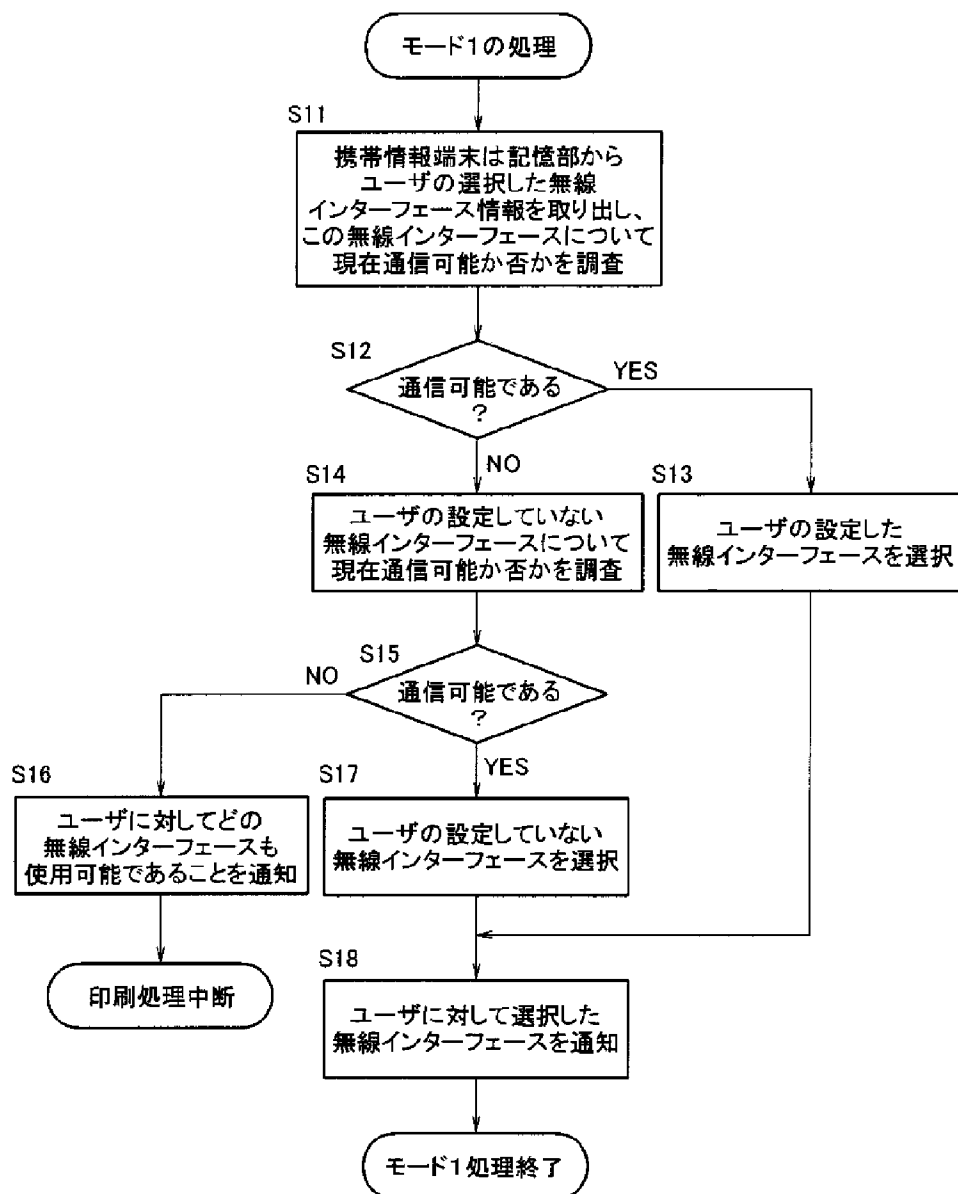 モード1の処理
S11
携帯情報端末は記憶部から
ユーザの選択した無線
インターフェース情報を取り出し、
この無線インターフェースについて
現在通信可能か否かを調査
S12
通信可能である
?
YES
NO
S14
ユーザの設定していない
無線インターフェースについて
現在通信可能か否かを調査
S13
ユーザの設定した
無線インターフェースを選択
S15
通信可能である
?
NO
YES
S16
ユーザに対してどの
無線インターフェースも
使用可能であることを通知
S17
ユーザの設定していない
無線インターフェースを選択
印刷処理中断
S18
ユーザに対して選択した
無線インターフェースを通知
モード1処理終了